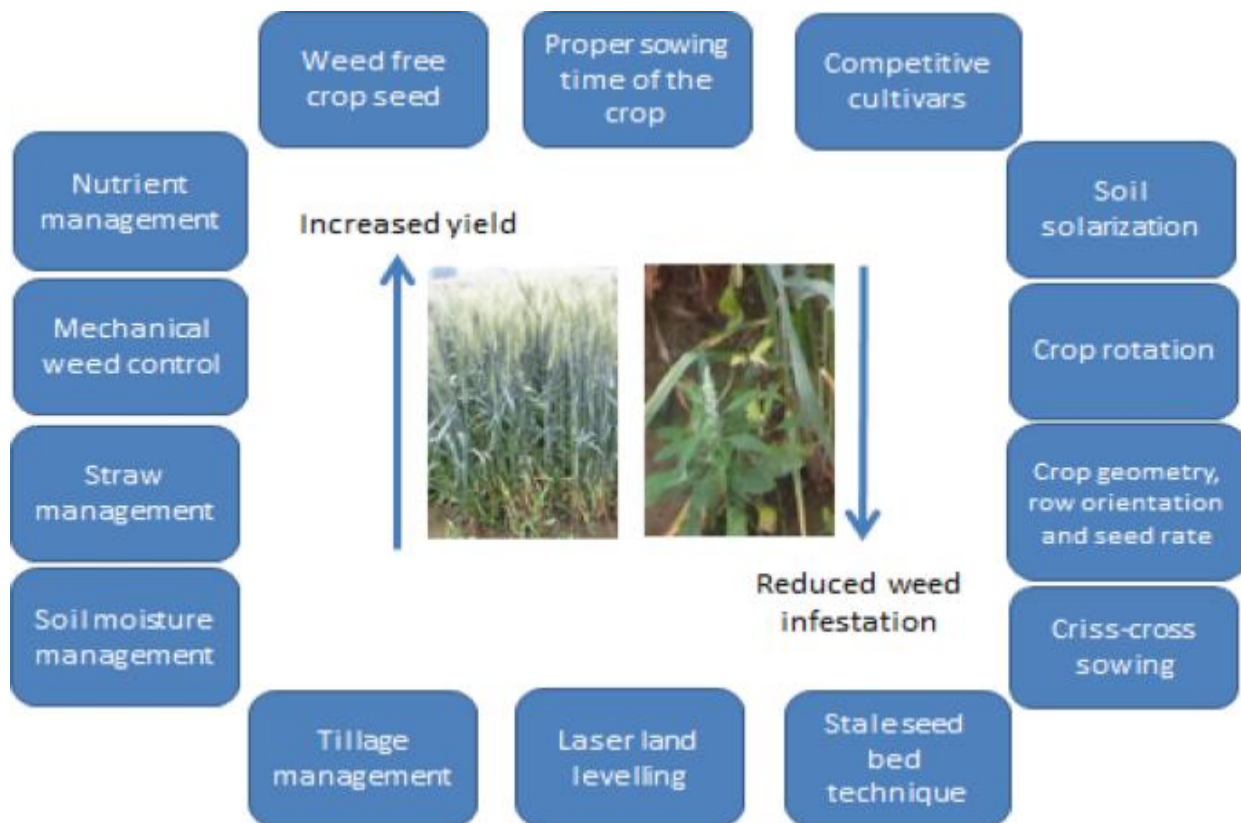 Weed free
crop seed
Proper sowing
time of the
crop
Competitive
cultivars
Nutrient
management
Soil
solarization
Increased yield
Mechanical
weed control
Crop rotation
Straw
management
Crop geometry,
row orientation
and seed rate
Reduced weed
infestation
Soil moisture
management
Criss-cross
sowing
Tillage
management
Laser land
levelling
Stale seed
bed
technique